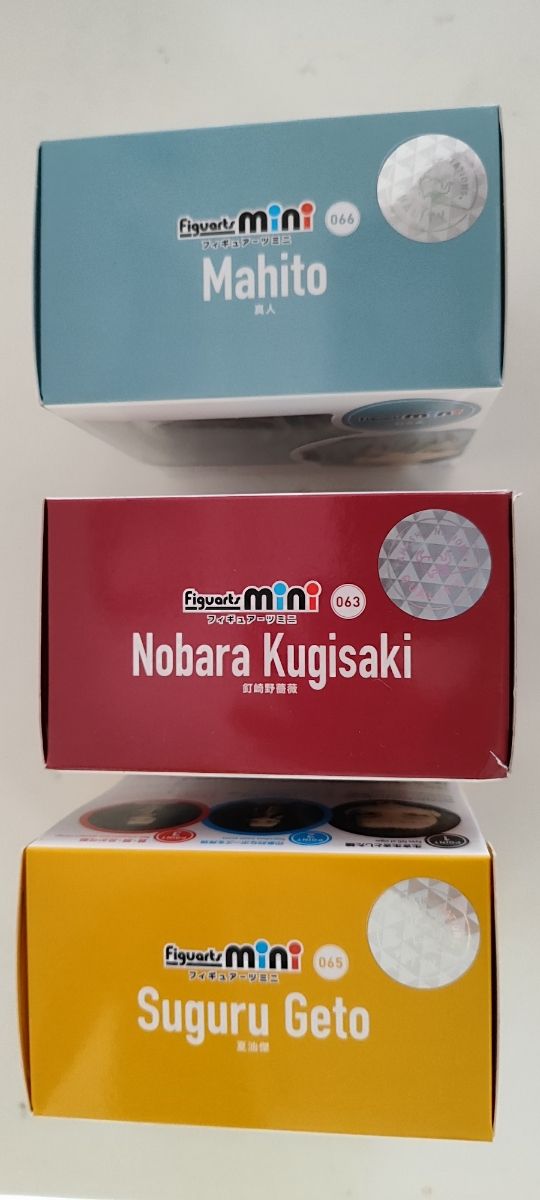 Figuarts mini 066
フィギュアーツミニ
Mahito
真人
Figuarts mini 063
フィギュアーツミニ
Nobara Kugisaki
釘崎野薔薇
Figuarts mini 065
フィギュアーツミニ
Suguru Geto
夏油傑